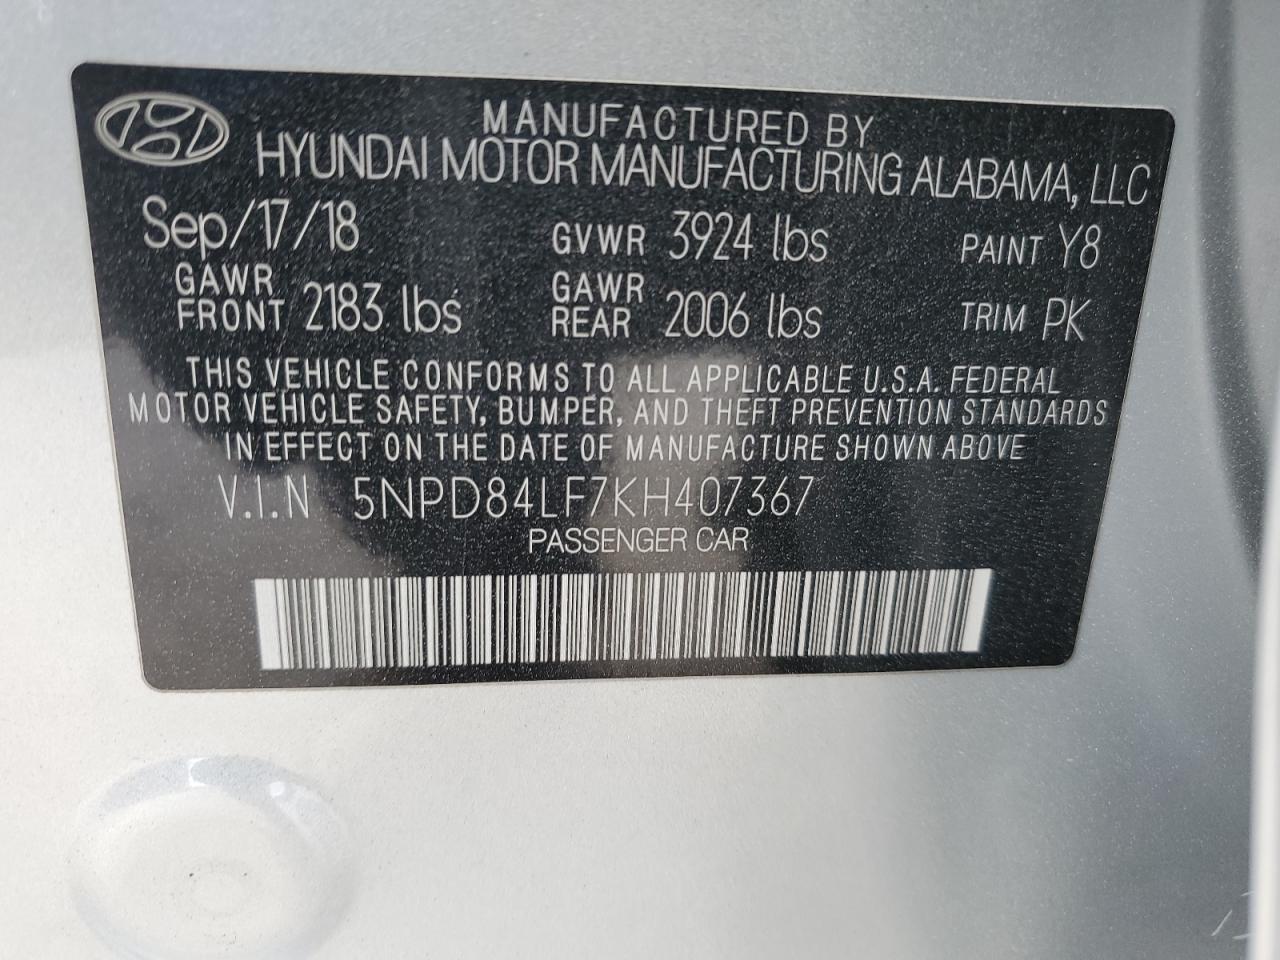 MANUFACTURED BY
HYUNDAI MOTOR MANUFACTURING ALABAMA, LLC
Sep/17/18 GVWR 3924 lbs PAINT Y8
GAWR FRONT 2183 lbs GAWR REAR 2006 lbs TRIM PK
THIS VEHICLE CONFORMS TO ALL APPLICABLE U.S.A. FEDERAL
MOTOR VEHICLE SAFETY, BUMPER, AND THEFT PREVENTION STANDARDS
IN EFFECT ON THE DATE OF MANUFACTURE SHOWN ABOVE
V.I.N 5NPD84LF7KH407367
PASSENGER CAR